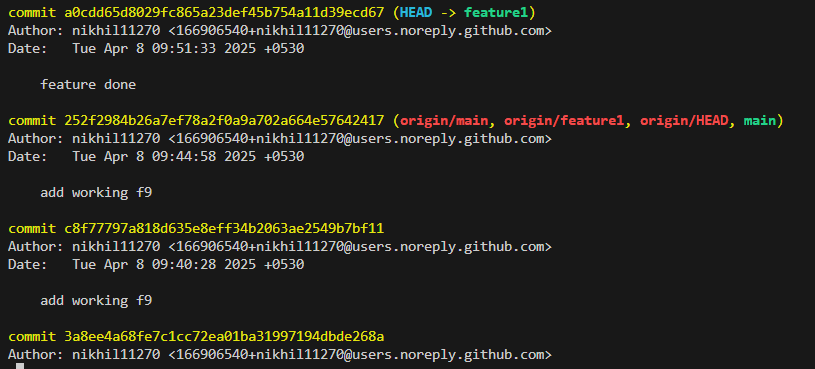 commit a0cdd65d8029fc865a23def45b754a11d39ecd67 (HEAD -> feature1)
Author: nikhil11270 <166906540+nikhil11270@users.noreply.github.com>
Date:   Tue Apr 8 09:51:33 2025 +0530
feature done
commit 252f2984b26a7ef78a2f0a9a702a664e57642417 (origin/main, origin/feature1, origin/HEAD, main)
Author: nikhil11270 <166906540+nikhil11270@users.noreply.github.com>
Date:   Tue Apr 8 09:44:58 2025 +0530
add working f9
commit c8f77797a818d635e8eff34b2063ae2549b7bf11
Author: nikhil11270 <166906540+nikhil11270@users.noreply.github.com>
Date:   Tue Apr 8 09:40:28 2025 +0530
add working f9
commit 3a8ee4a68fe7c1cc72ea01ba31997194dbde268a
Author: nikhil11270 <166906540+nikhil11270@users.noreply.github.com>